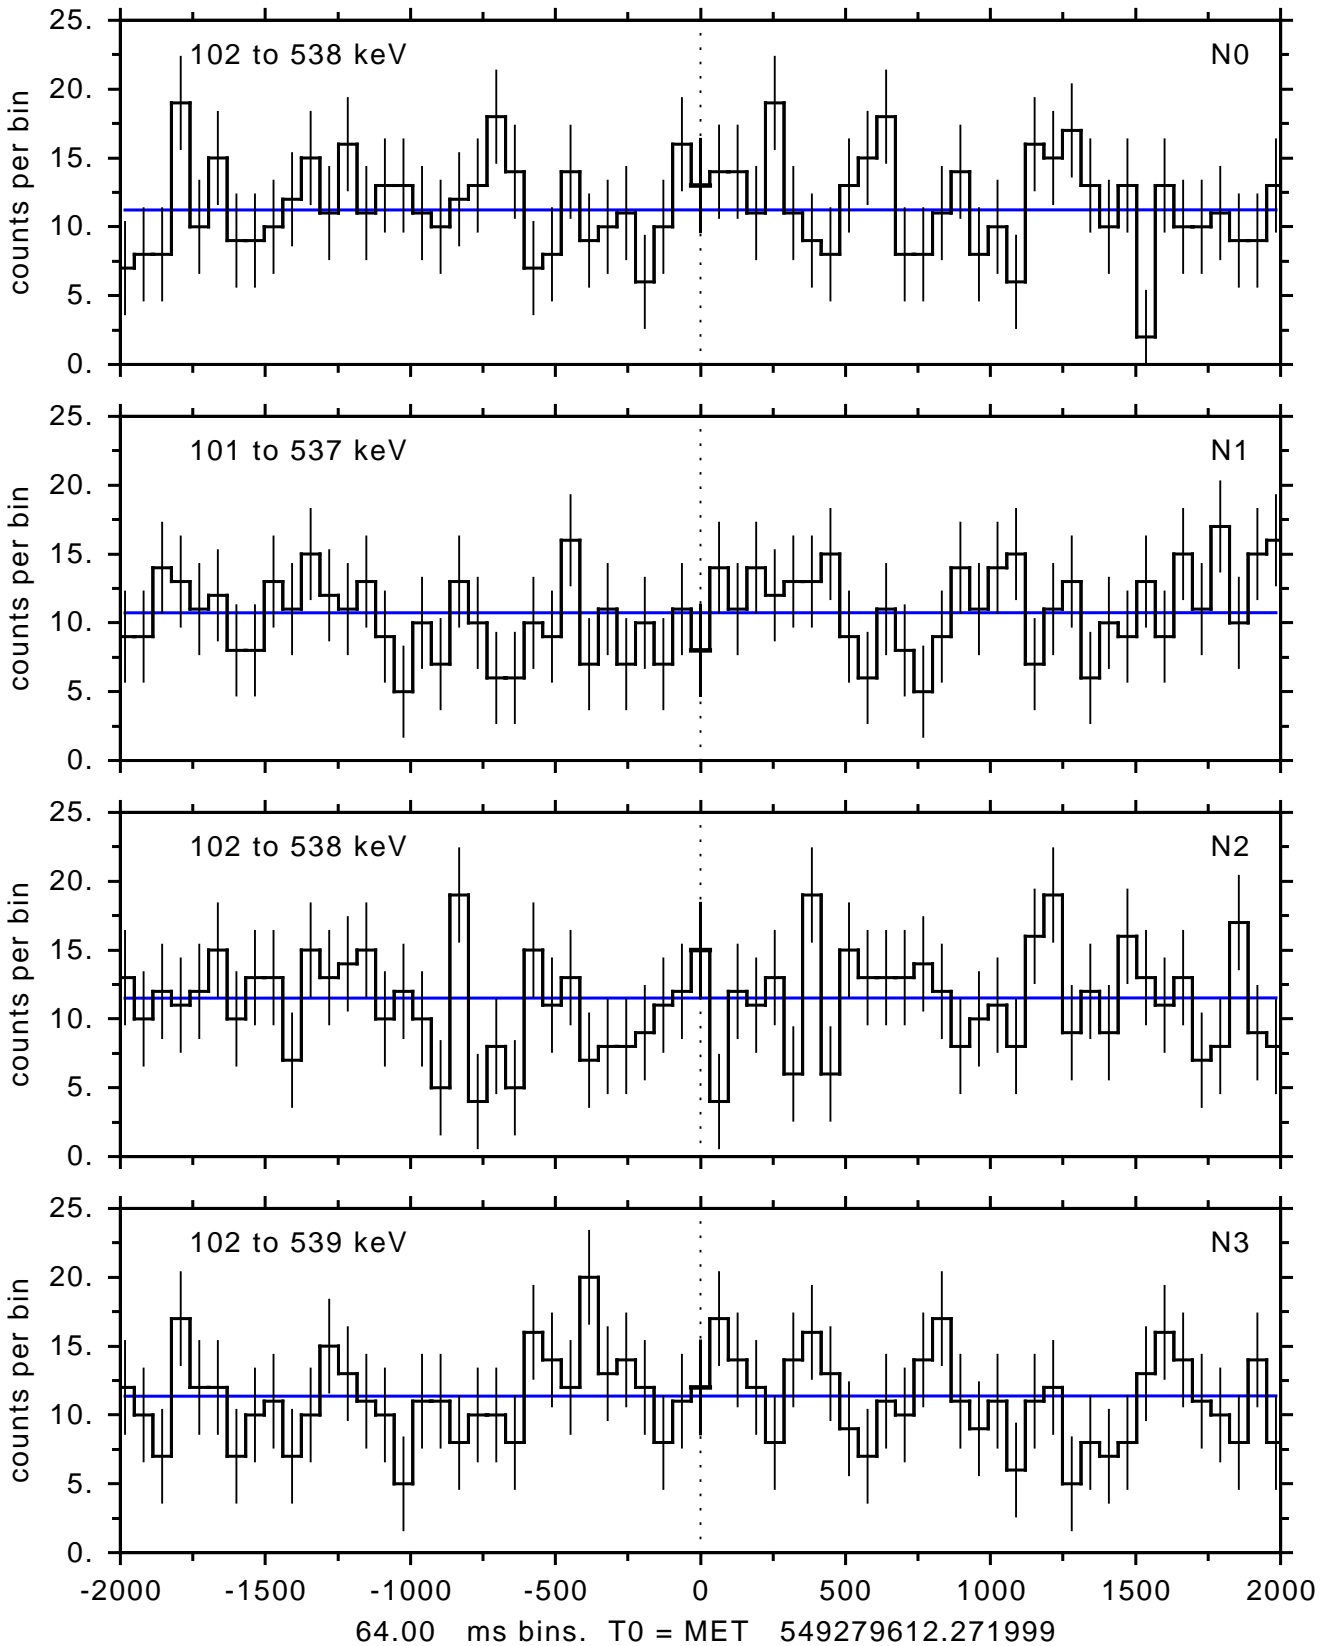 25.
102 to 538 keV N0
20.
15.
10.
5.
0.
counts per bin
25.
101 to 537 keV N1
20.
15.
10.
5.
0.
counts per bin
25.
102 to 538 keV N2
20.
15.
10.
5.
0.
counts per bin
25.
102 to 539 keV N3
20.
15.
10.
5.
0.
counts per bin
-2000 -1500 -1000 -500 0 500 1000 1500 2000
64.00 ms bins. T0 = MET 549279612.271999